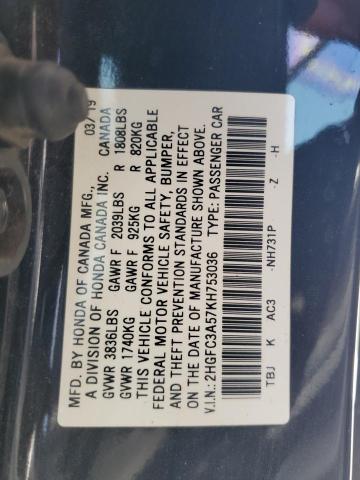 MFD. BY HONDA OF CANADA MFG., 03/19
A DIVISION OF HONDA CANADA INC. CANADA
GVWR 3836LBS GAWR F 2039LBS R 1808LBS
GVWR 1740KG GAWR F 925KG R 820KG
THIS VEHICLE CONFORMS TO ALL APPLICABLE
FEDERAL MOTOR VEHICLE SAFETY, BUMPER,
AND THEFT PREVENTION STANDARDS IN EFFECT
ON THE DATE OF MANUFACTURE SHOWN ABOVE.
V.I.N.: 2HGFC3A57KH753036 TYPE: PASSENGER CAR
TBJ K AC3 -NH731P -Z -H